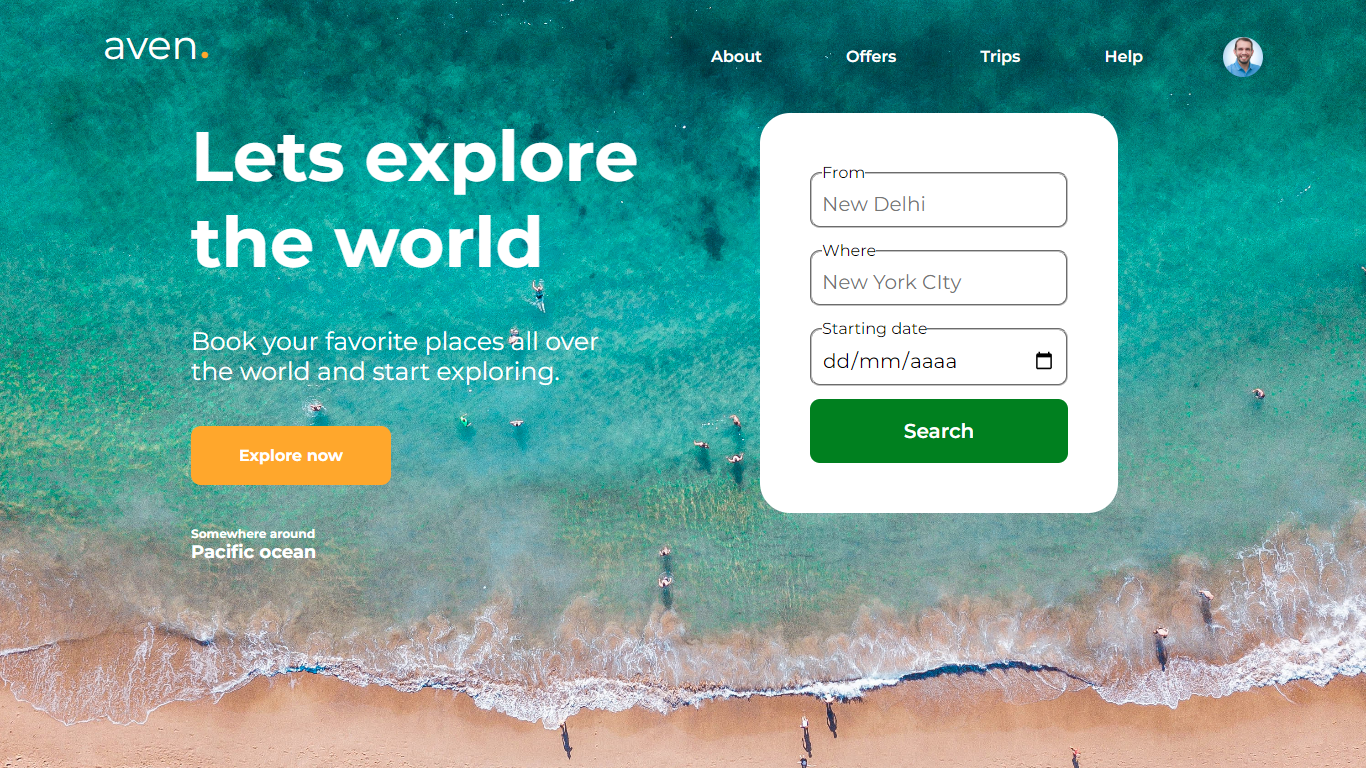 aven.
About Offers Trips Help
Lets explore
the world
Book your favorite places all over
the world and start exploring.
Explore now
Somewhere around
Pacific ocean
From
New Delhi
Where
New York CIty
Starting date
dd/mm/aaaa
Search